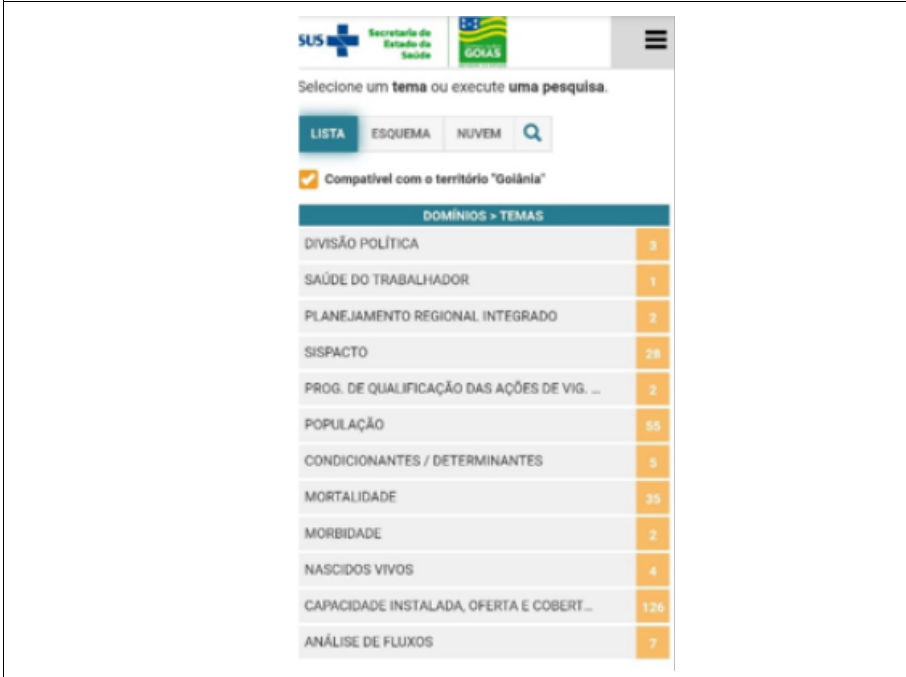 SUS
Secretaria de
Estado da
Saúde
GOIÁS
Selecione um tema ou execute uma pesquisa.
LISTA ESQUEMA NUVEM
Compatível com o território "Goiânia"
DOMÍNIOS > TEMAS
DIVISÃO POLÍTICA 3
SAÚDE DO TRABALHADOR 1
PLANEJAMENTO REGIONAL INTEGRADO 2
SISPACTO 28
PROG. DE QUALIFICAÇÃO DAS AÇÕES DE VIG. ... 2
POPULAÇÃO 55
CONDICIONANTES / DETERMINANTES 5
MORTALIDADE 35
MORBIDADE 2
NASCIDOS VIVOS 4
CAPACIDADE INSTALADA, OFERTA E COBERT... 126
ANÁLISE DE FLUXOS 7